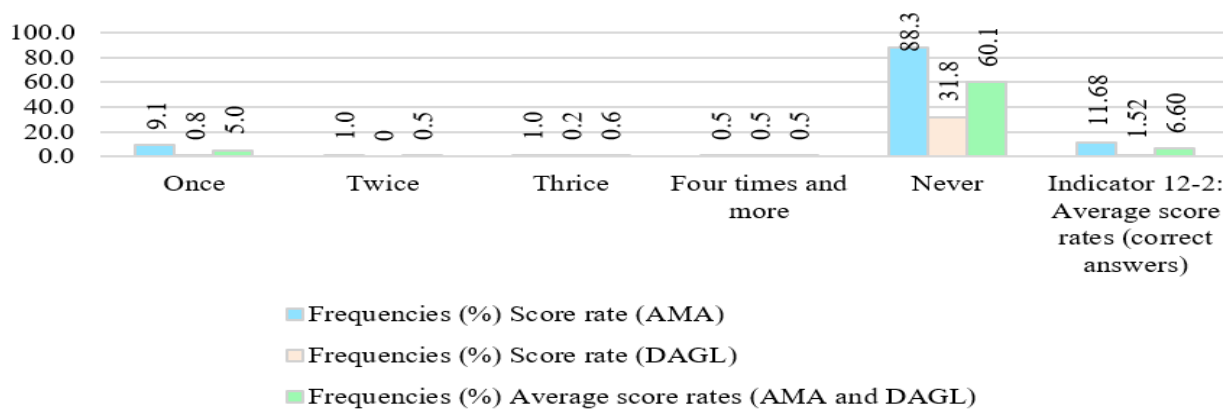 100.0
80.0
60.0
40.0
20.0
0.0
9.1
0.8
5.0
1.0
0
0.5
1.0
0.2
0.6
0.5
0.5
0.5
88.3
31.8
60.1
11.68
1.52
6.60
Once
Twice
Thrice
Four times and
more
Never
Indicator 12-2:
Average score
rates (correct
answers)
Frequencies (%) Score rate (AMA)
Frequencies (%) Score rate (DAGL)
Frequencies (%) Average score rates (AMA and DAGL)